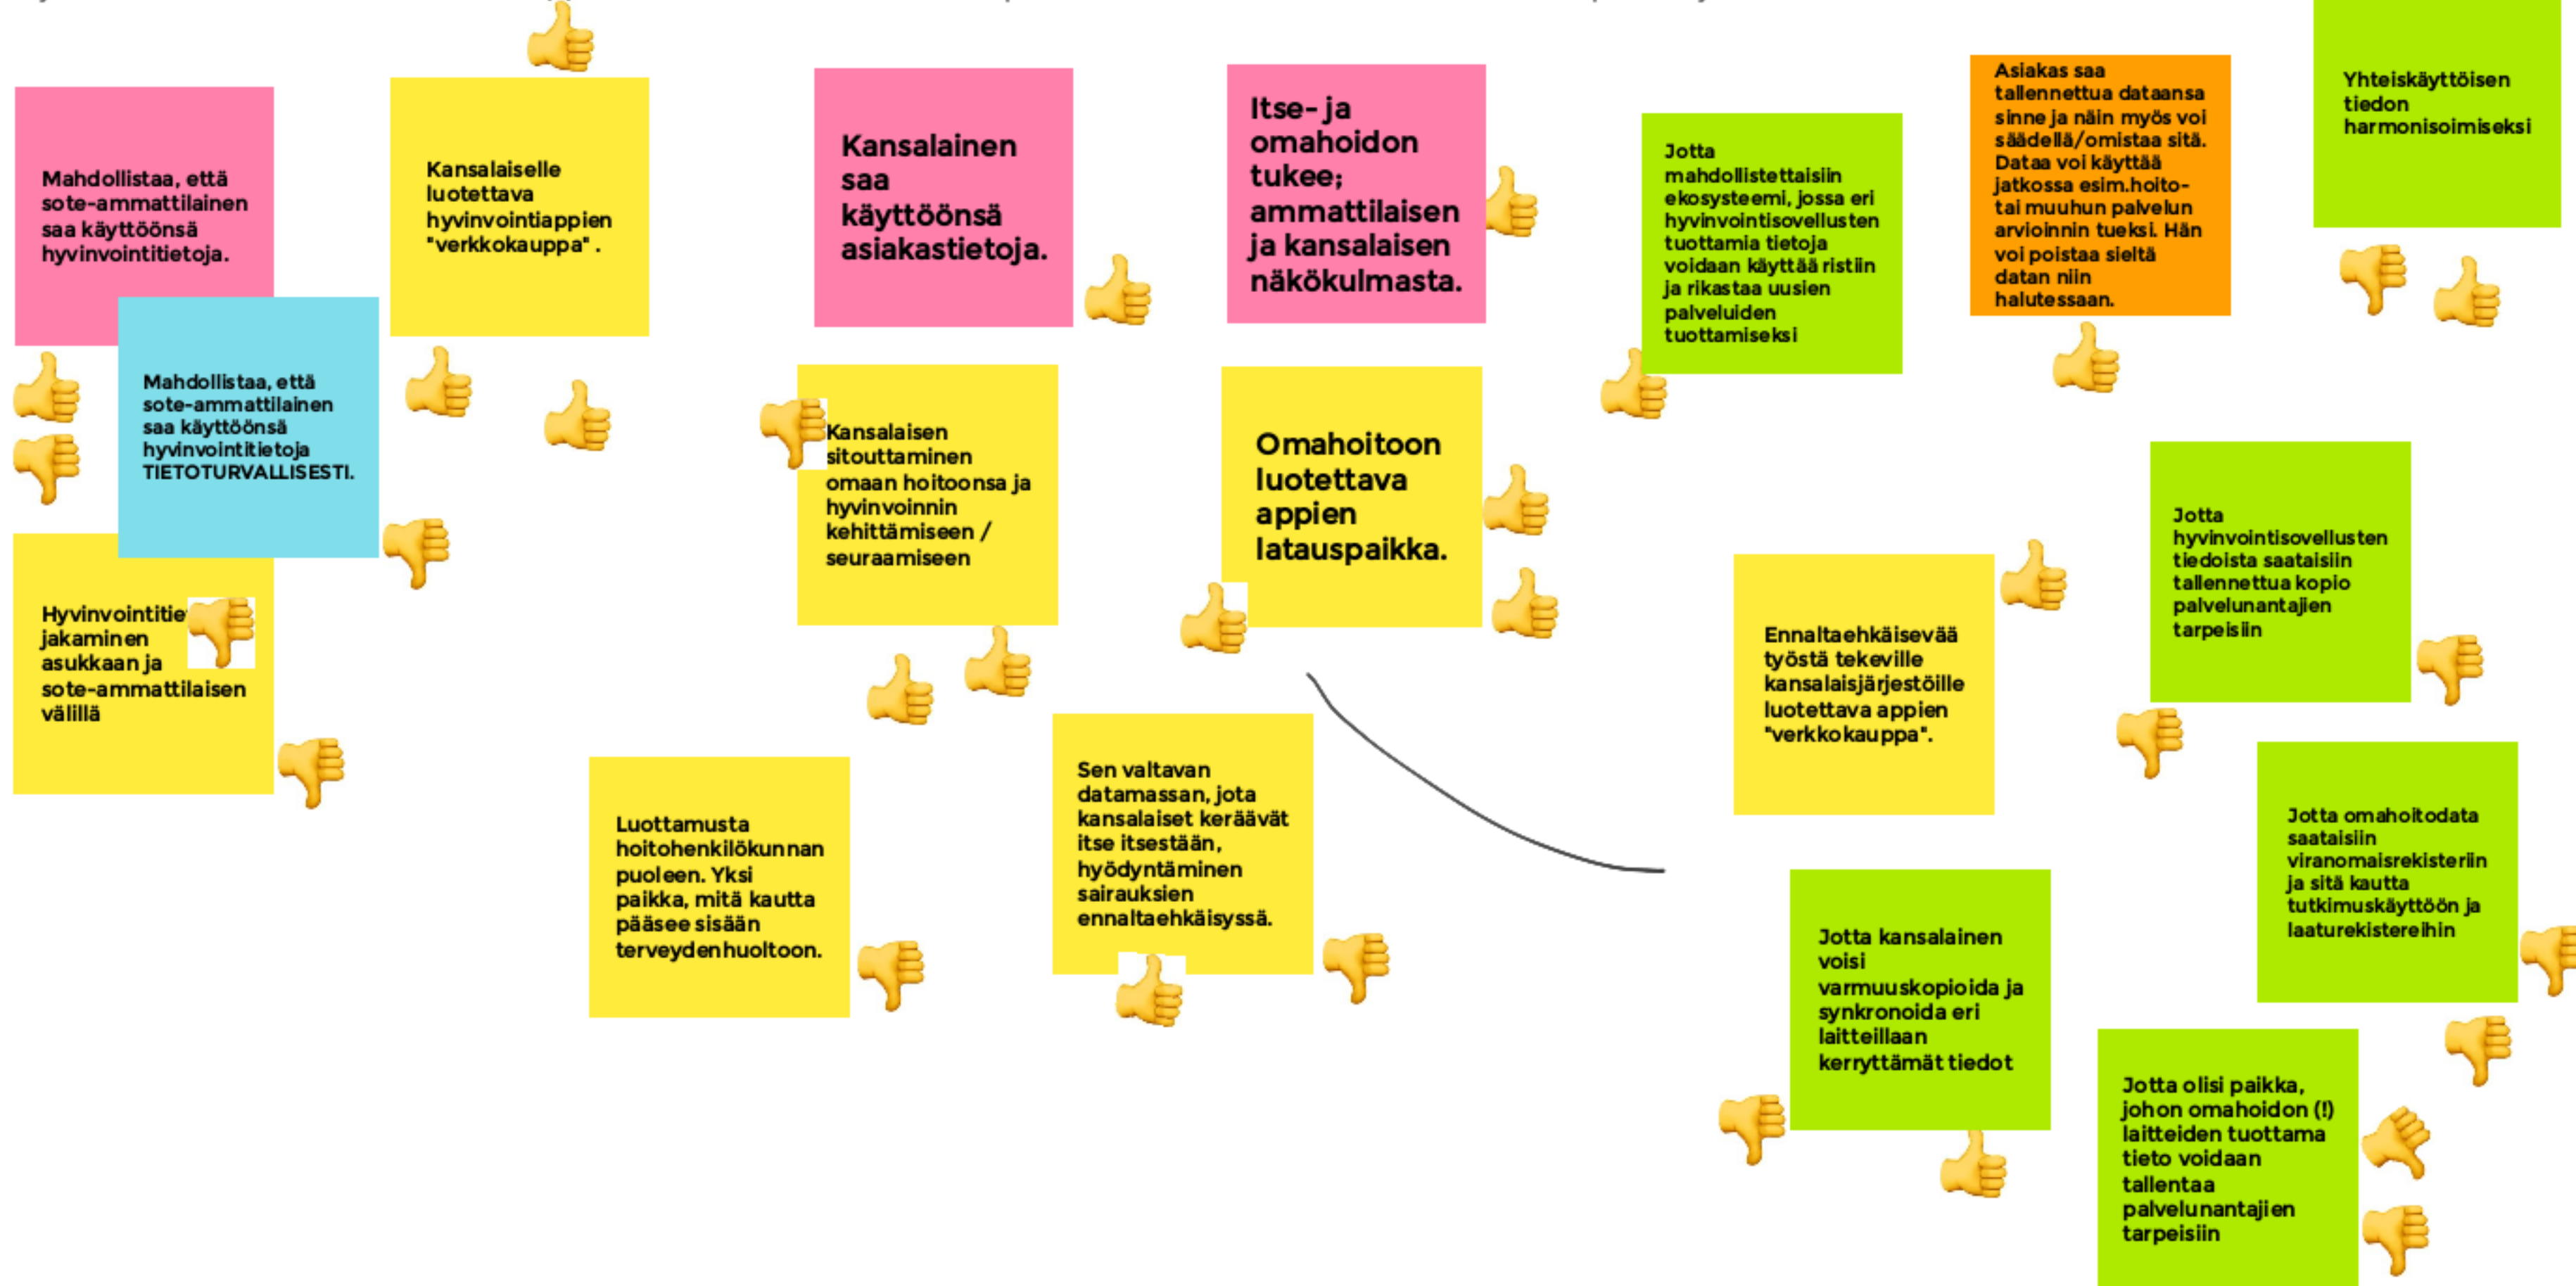 Mahdollistaa, että
sote-ammattilainen
saa käyttöönsä
hyvinvointitietoja.
Mahdollistaa, että
sote-ammattilainen
saa käyttöönsä
hyvinvointitietoja
TIETOTURVALLISESTI.
jakaminen
asukkaan ja
sote-ammattilaisen
välillä
Kansalaiselle
luotettava
hyvinvointiappien
"verkkokauppa" .
Kansalainen
saa
käyttöönsä
asiakastietoja.
Kansalaisen
sitouttaminen
omaan hoitoonsa ja
hyvinvoinnin
kehittämiseen /
seuraamiseen
Luottamusta
hoitohenkilökunnan
puoleen. Yksi
paikka, mitä kautta
pääsee sisään
terveydenhuoltoon.
Itse- ja
omahoidon
tukee;
ammattilaisen
ja kansalaisen
näkökulmasta.
Omahoitoon
luotettava
appien
latauspaikka.
Sen valtavan
datamassan, jota
kansalaiset keräävät
itse itsestään,
hyödyntäminen
sairauksien
ennaltaehkäisyssä.
Jotta
mahdollistettaisiin
ekosysteemi, jossa eri
hyvinvointisovellusten
tuottamia tietoja
voidaan käyttää ristiin
ja rikastaa uusien
palveluiden
tuottamiseksi
Asiakas saa
tallennettua dataansa
sinne ja näin myös voi
säädellä/omistaa sitä.
Dataa voi käyttää
jatkossa esim.hoito-
tai muuhun palvelun
arvioinnin tueksi. Hän
voi poistaa sieltä
datan niin
halutessaan.
Yhteiskäyttöisen
tiedon
harmonisoimiseksi
Ennaltaehkäisevää
työstä tekeville
kansalaisjärjestöille
luotettava appien
"verkkokauppa".
Jotta
hyvinvointisovellusten
tiedoista saataisiin
tallennettua kopio
palvelunantajien
tarpeisiin
Jotta omahoitodata
saataisiin
viranomaisrekisteriin
ja sitä kautta
tutkimuskäyttöön ja
laaturekistereihin
Jotta kansalainen
voisi
varmuuskopioida ja
synkronoida eri
laitteillaan
kerryttämät tiedot
Jotta olisi paikka,
johon omahoidon (!)
laitteiden tuottama
tieto voidaan
tallentaa
palvelunantajien
tarpeisiin